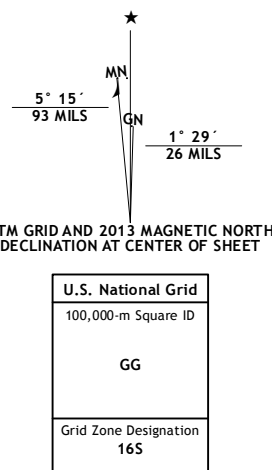 ★
MN
GN
5° 15´
93 MILS
1° 29´
26 MILS
TM GRID AND 2013 MAGNETIC NORTH
DECLINATION AT CENTER OF SHEET
U.S. National Grid
100,000-m Square ID
GG
Grid Zone Designation
16S